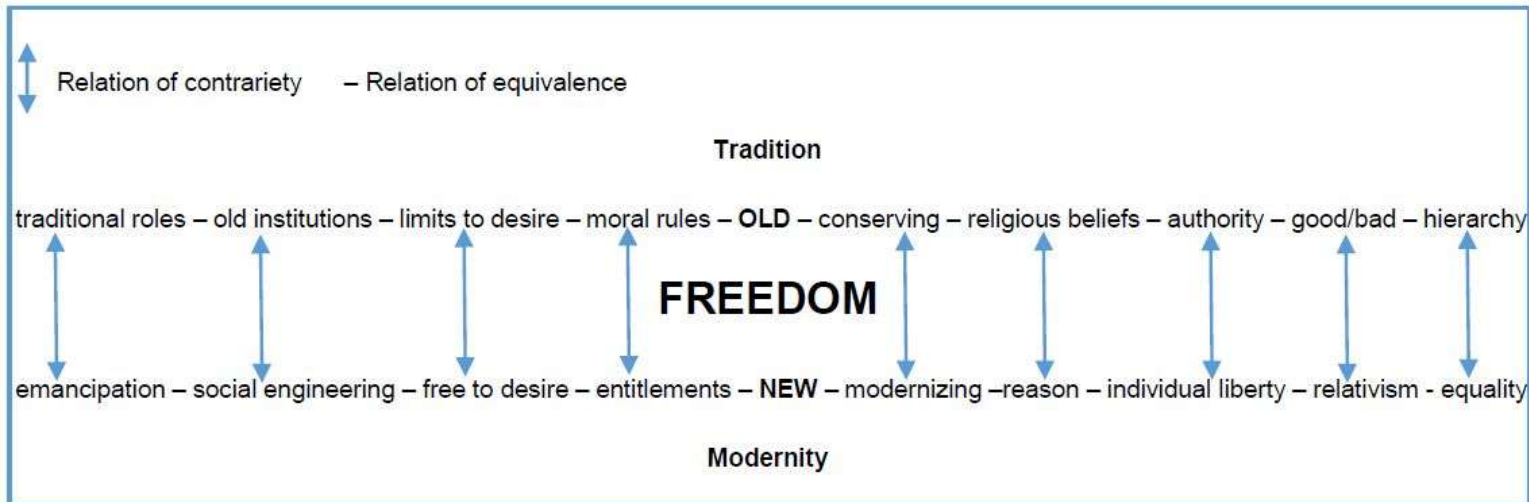 Relation of contrariety – Relation of equivalence
Tradition
traditional roles – old institutions – limits to desire – moral rules – OLD – conserving – religious beliefs – authority – good/bad – hierarchy
FREEDOM
emancipation – social engineering – free to desire – entitlements – NEW – modernizing –reason – individual liberty – relativism - equality
Modernity